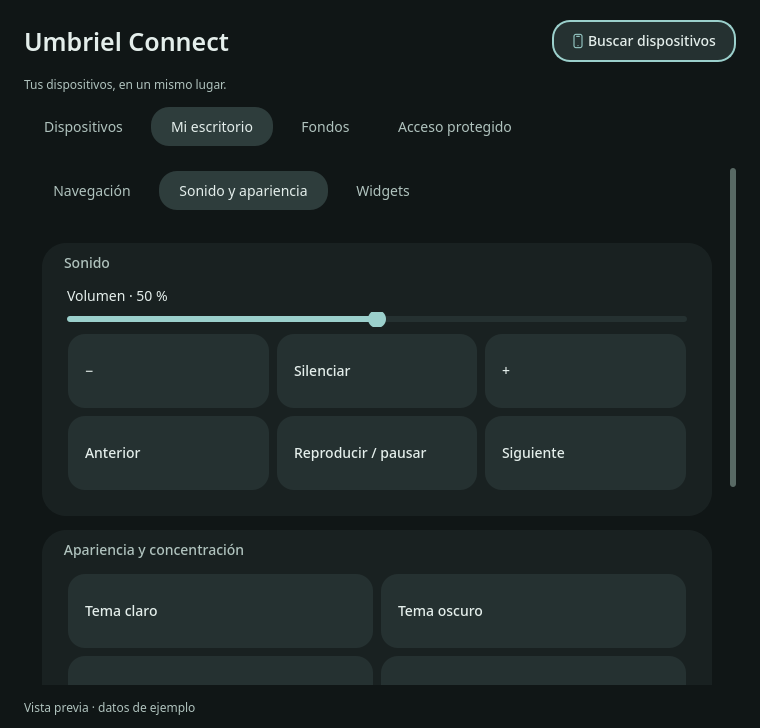 Umbriel Connect
Buscar dispositivos
Tus dispositivos, en un mismo lugar.
Dispositivos Mi escritorio Fondos Acceso protegido
Navegación Sonido y apariencia Widgets
Sonido
Volumen · 50 %
− Silenciar +
Anterior Reproducir / pausar Siguiente
Apariencia y concentración
Tema claro Tema oscuro
Vista previa · datos de ejemplo